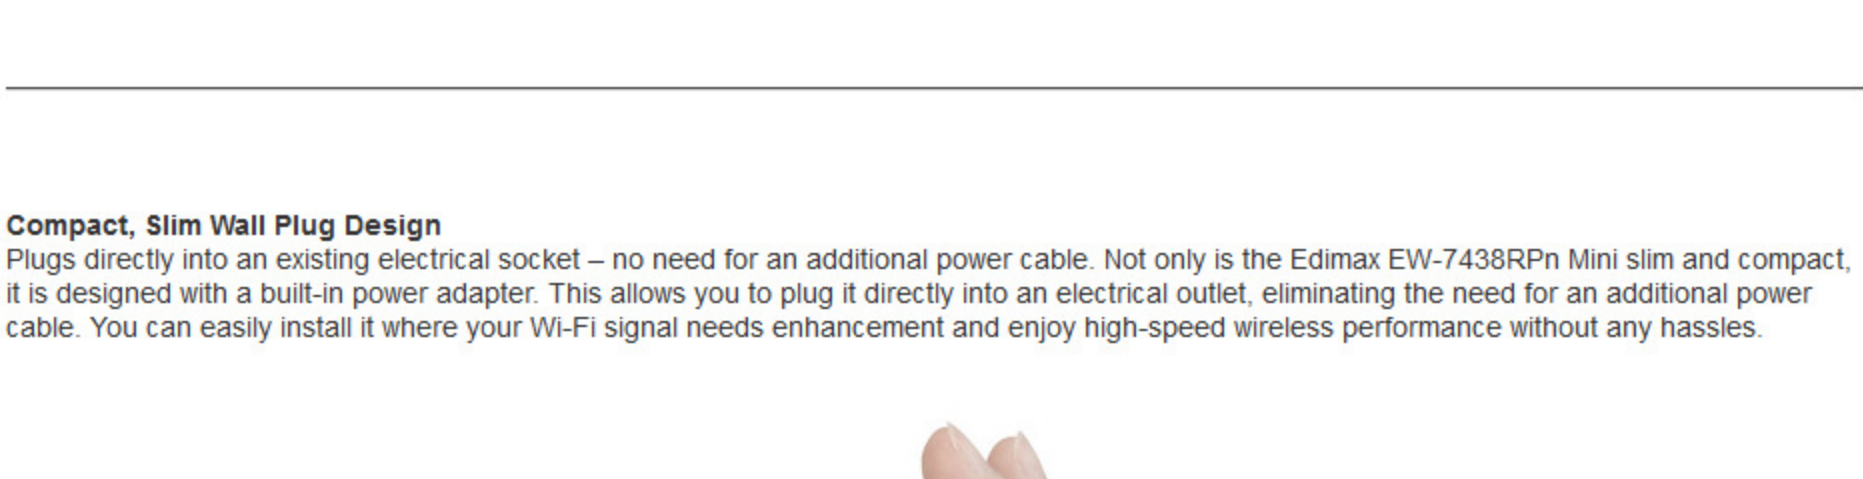 Compact, Slim Wall Plug Design
Plugs directly into an existing electrical socket – no need for an additional power cable. Not only is the Edimax EW-7438RPn Mini slim and compact,
it is designed with a built-in power adapter. This allows you to plug it directly into an electrical outlet, eliminating the need for an additional power
cable. You can easily install it where your Wi-Fi signal needs enhancement and enjoy high-speed wireless performance without any hassles.